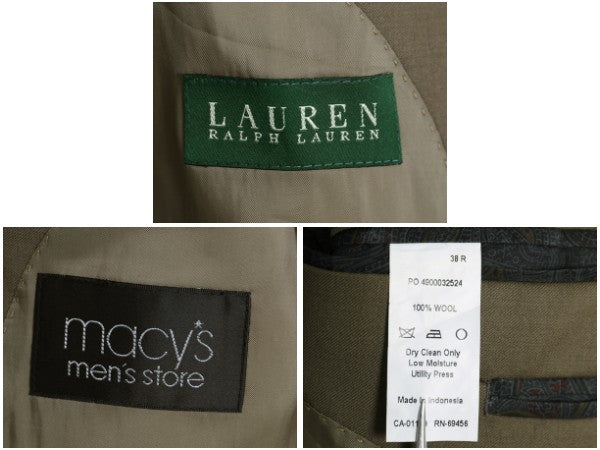 LAUREN
RALPH LAUREN
macy's
men's store
38 R
PO 4900032524
100% WOOL
Dry Clean Only
Low Moisture
Utility Press
Made in Indonesia
RN-69456